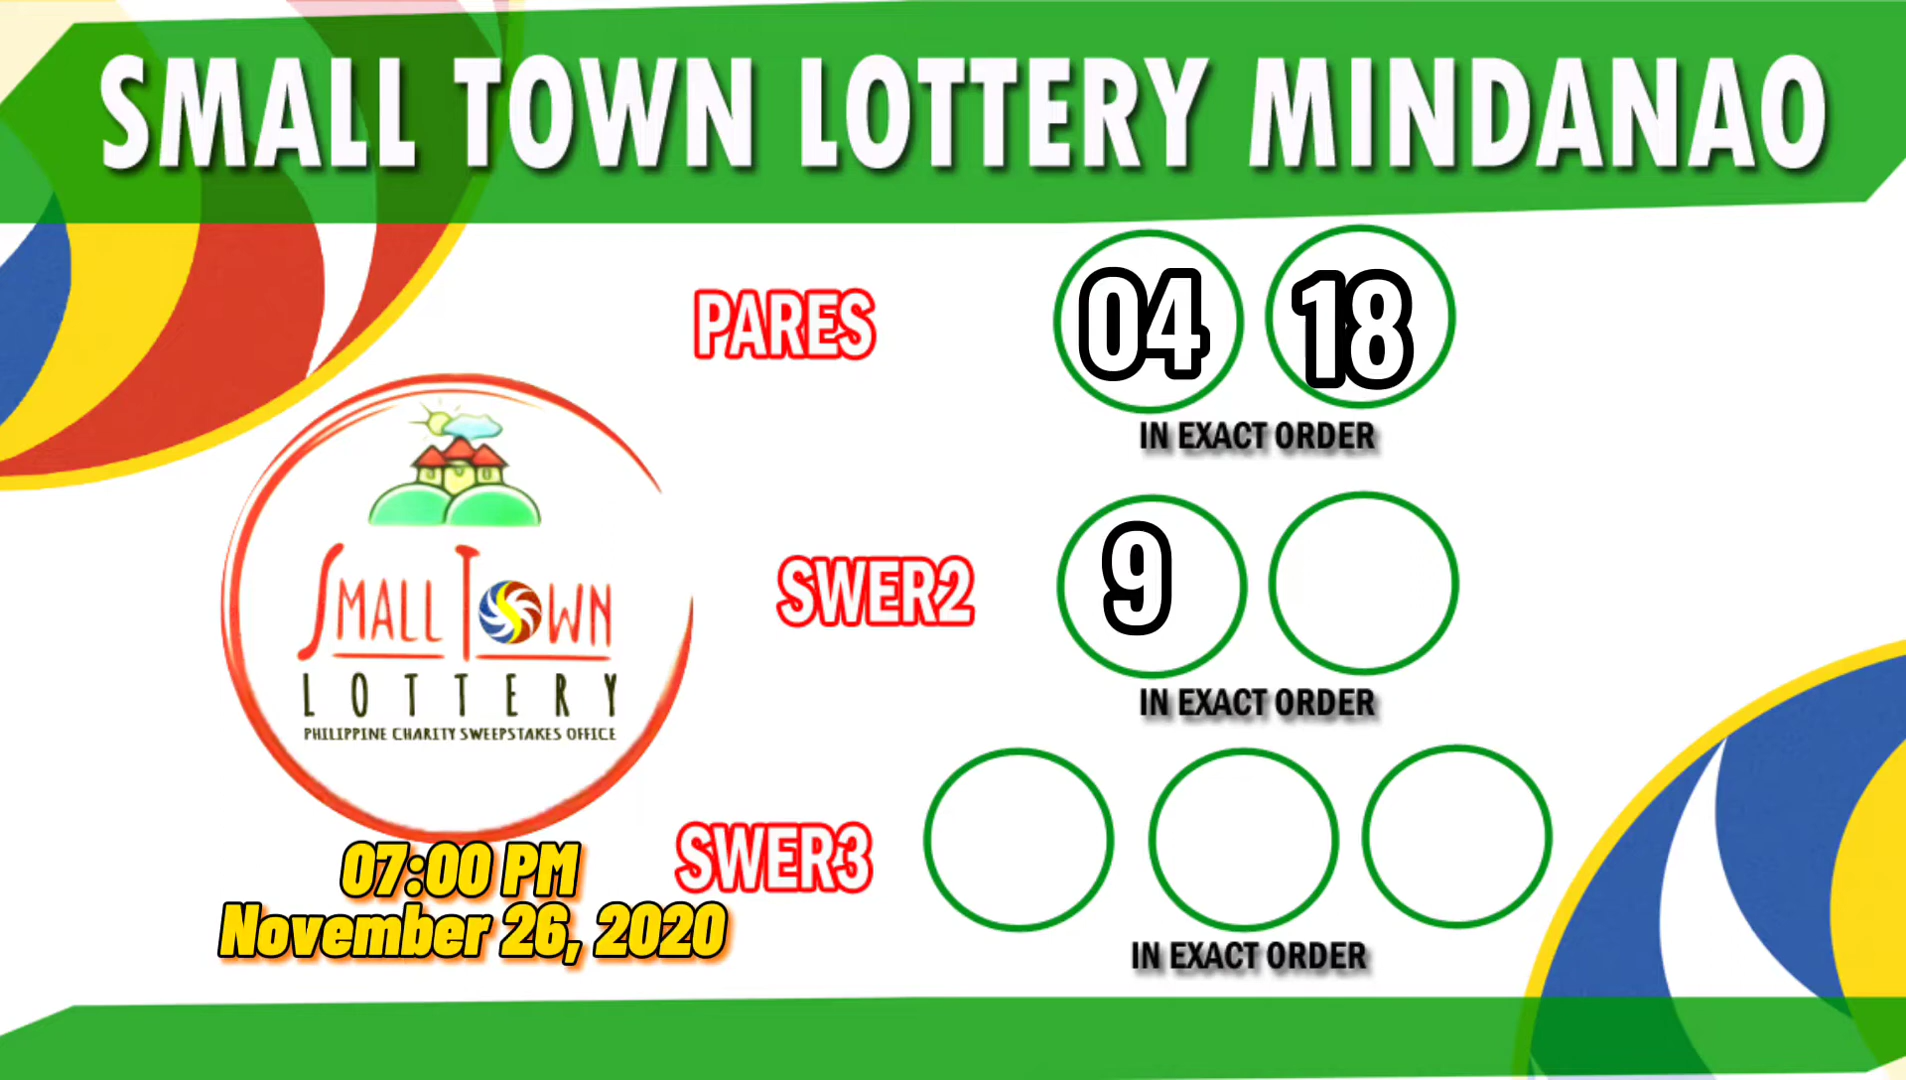 SMALL TOWN LOTTERY MINDANAO
PARES 04 18
IN EXACT ORDER
SMALL TOWN
LOTTERY
PHILIPPINE CHARITY SWEEPSTAKES OFFICE
SWER2 9
IN EXACT ORDER
SWER3
IN EXACT ORDER
07:00 PM
November 26, 2020